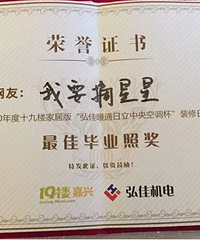 荣誉证书
网友：我要摘星星
0年度十九楼家居版“弘佳暖通日立中央空调杯”装修日
最佳毕业照奖
特发此证，以资鼓励！
19楼 嘉兴 弘佳机电